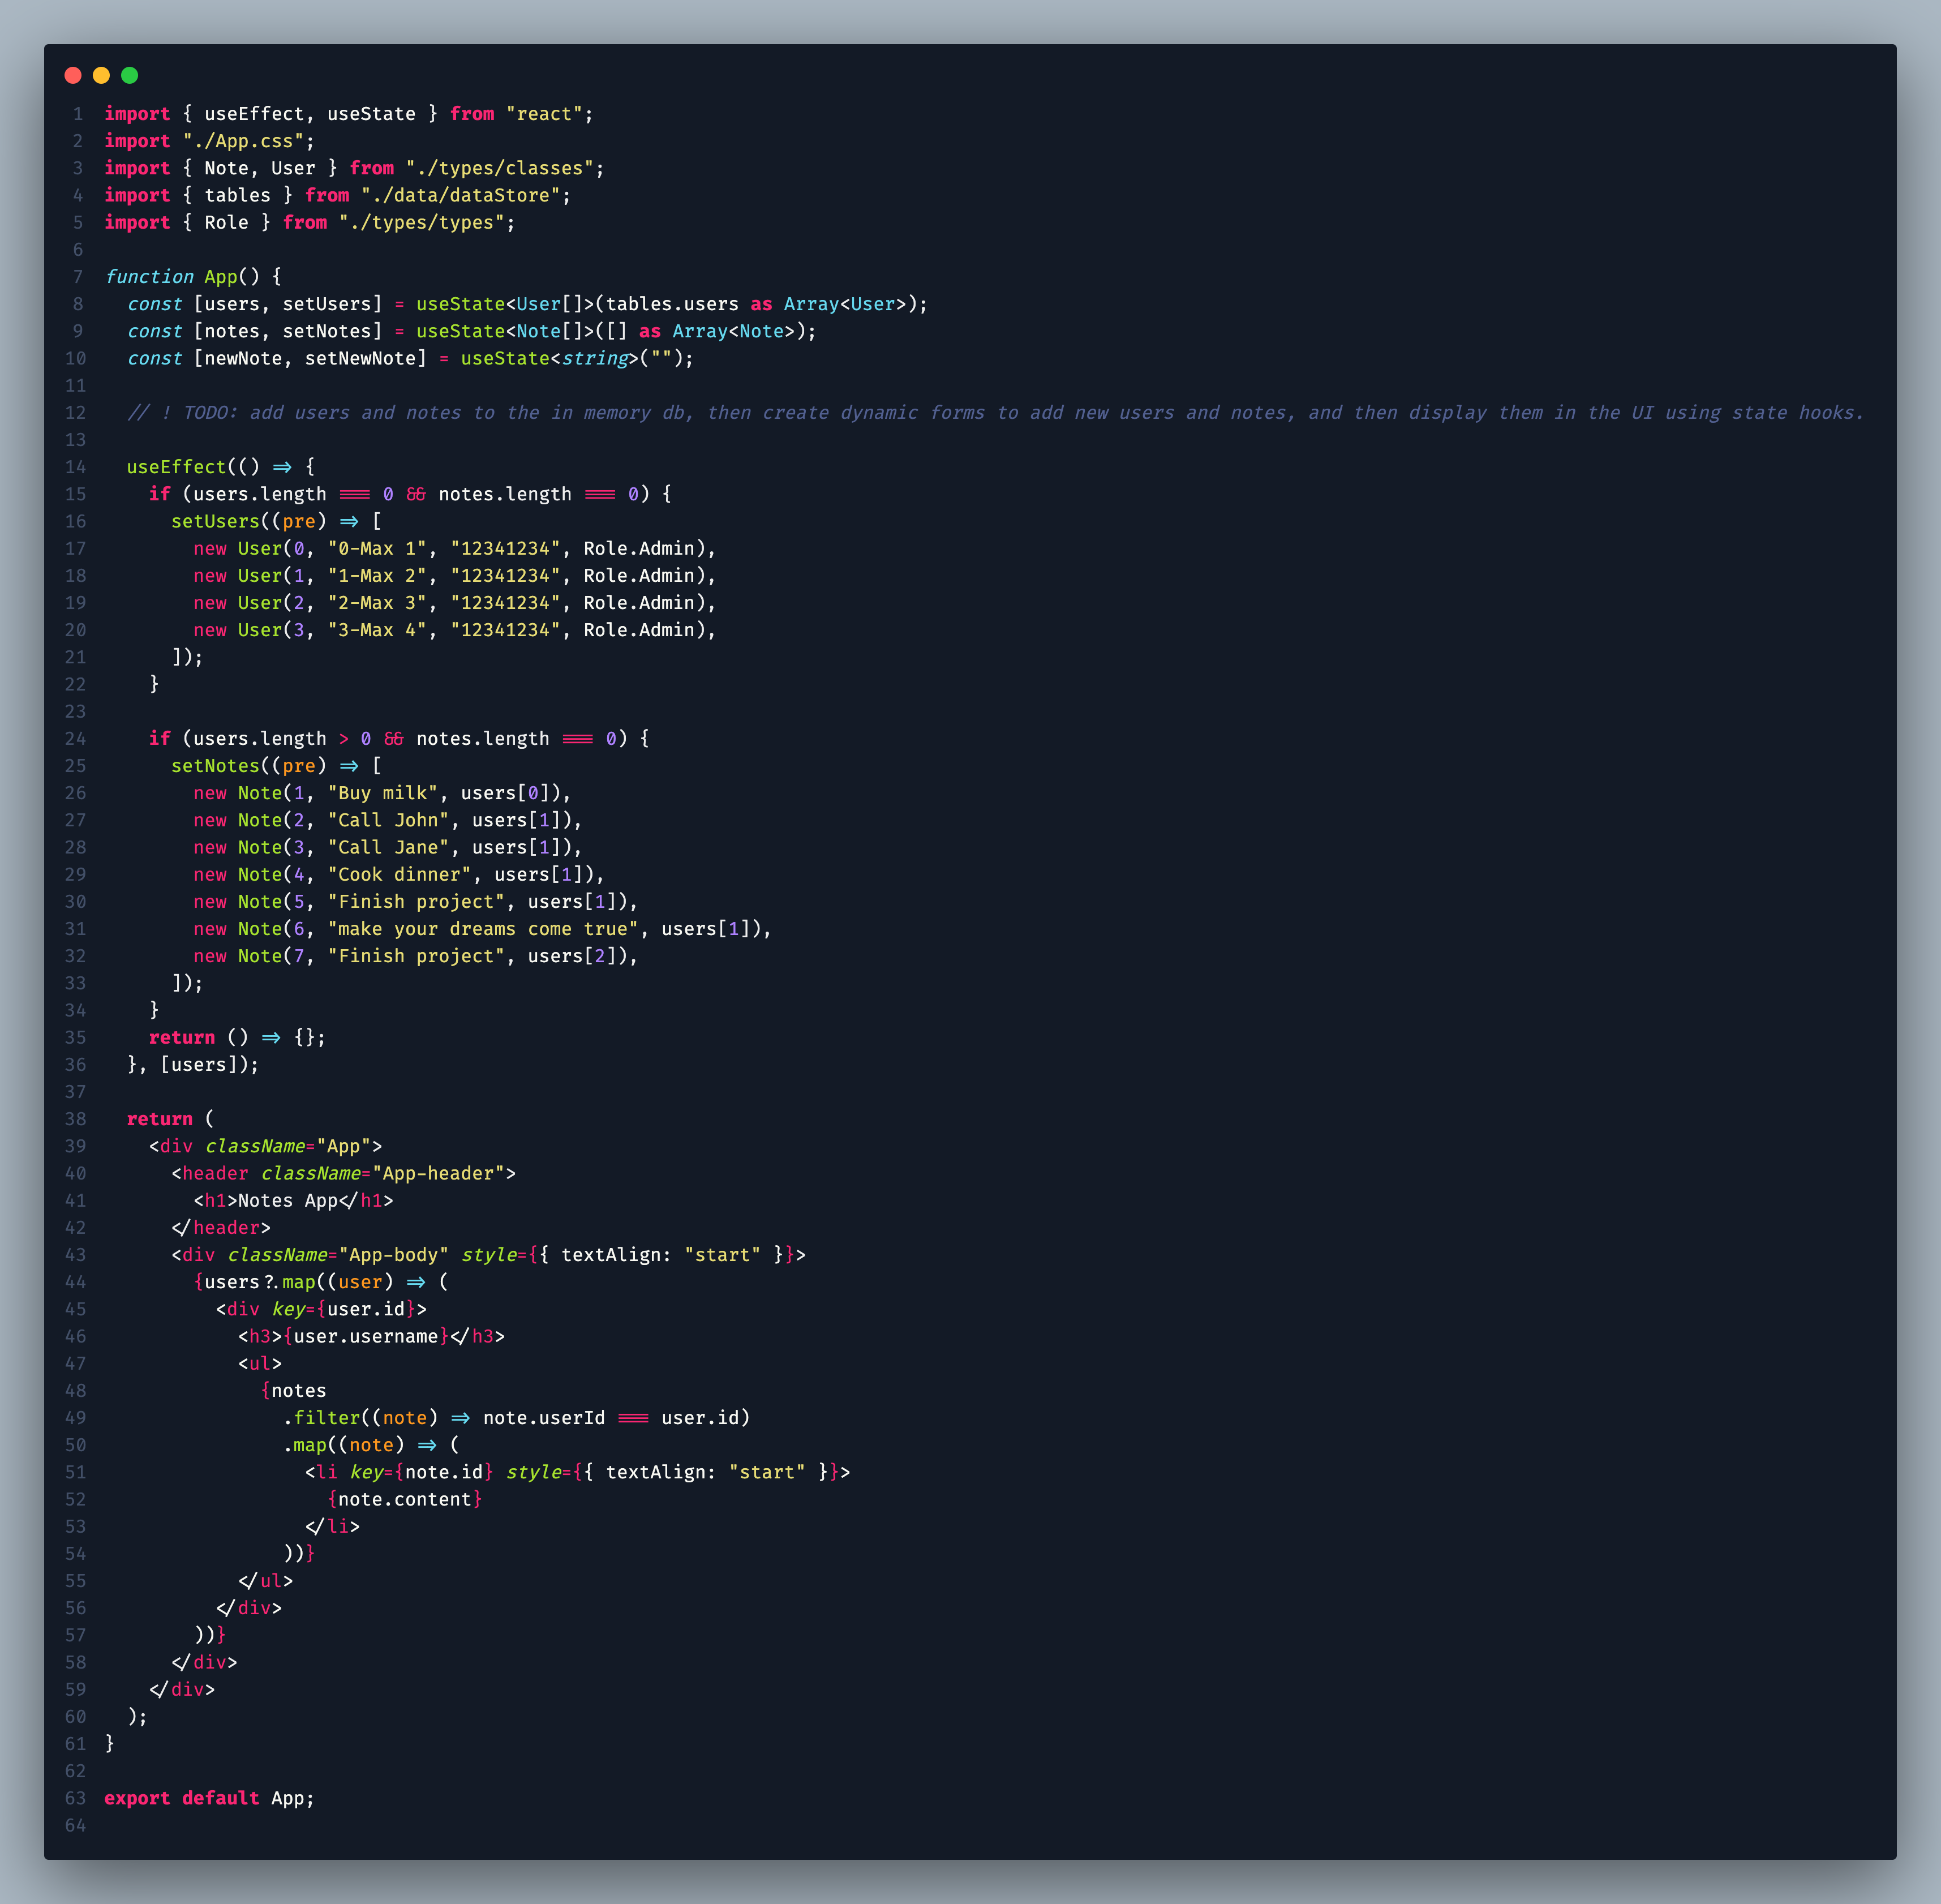 1 import { useEffect, useState } from "react";
2 import "./App.css";
3 import { Note, User } from "./types/classes";
4 import { tables } from "./data/dataStore";
5 import { Role } from "./types/types";
6
7 function App() {
8   const [users, setUsers] = useState<User[]>(tables.users as Array<User>);
9   const [notes, setNotes] = useState<Note[]>([] as Array<Note>);
10   const [newNote, setNewNote] = useState<string>("");
11
12   // ! TODO: add users and notes to the in memory db, then create dynamic forms to add new users and notes, and then display them in the UI using state hooks.
13
14   useEffect(() => {
15     if (users.length === 0 && notes.length === 0) {
16       setUsers((pre) => [
17         new User(0, "0-Max 1", "12341234", Role.Admin),
18         new User(1, "1-Max 2", "12341234", Role.Admin),
19         new User(2, "2-Max 3", "12341234", Role.Admin),
20         new User(3, "3-Max 4", "12341234", Role.Admin),
21       ]);
22     }
23
24     if (users.length > 0 && notes.length === 0) {
25       setNotes((pre) => [
26         new Note(1, "Buy milk", users[0]),
27         new Note(2, "Call John", users[1]),
28         new Note(3, "Call Jane", users[1]),
29         new Note(4, "Cook dinner", users[1]),
30         new Note(5, "Finish project", users[1]),
31         new Note(6, "make your dreams come true", users[1]),
32         new Note(7, "Finish project", users[2]),
33       ]);
34     }
35     return () => {};
36   }, [users]);
37
38   return (
39     <div className="App">
40       <header className="App-header">
41         <h1>Notes App</h1>
42       </header>
43       <div className="App-body" style={{ textAlign: "start" }}>
44         {users?.map((user) => (
45           <div key={user.id}>
46             <h3>{user.username}</h3>
47             <ul>
48               {notes
49                 .filter((note) => note.userId === user.id)
50                 .map((note) => (
51                   <li key={note.id} style={{ textAlign: "start" }}>
52                     {note.content}
53                   </li>
54                 ))}
55             </ul>
56           </div>
57         ))}
58       </div>
59     </div>
60   );
61 }
62
63 export default App;
64